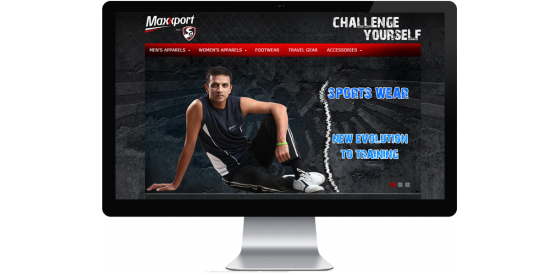 Maxxport
CHALLENGE
YOURSELF
MEN'S APPARELS WOMEN'S APPARELS FOOTWEAR TRAVEL GEAR ACCESSORIES
SPORTS WEAR
NEW EVOLUTION
TO TRAINING